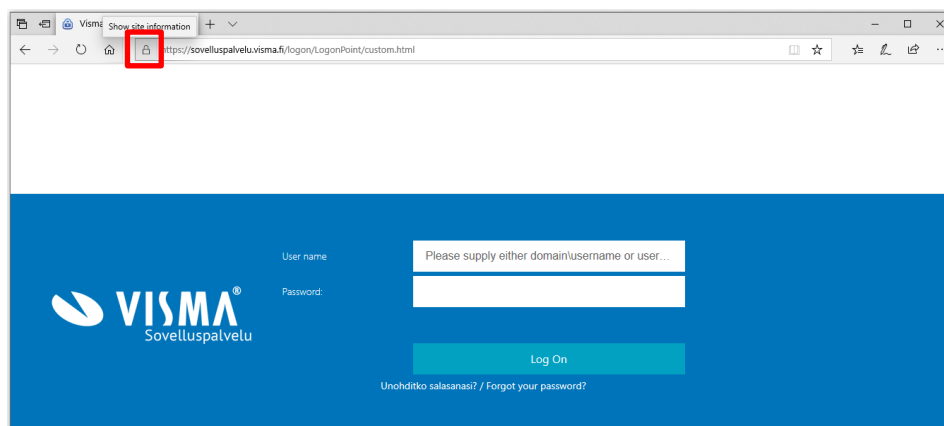 Visma
Show site information
https://sovelluspalvelu.visma.fi/logon/LogonPoint/custom.html
User name
Please supply either domain\username or user...
Password:
VISMA®
Sovelluspalvelu
Log On
Unohditko salasanasi? / Forgot your password?